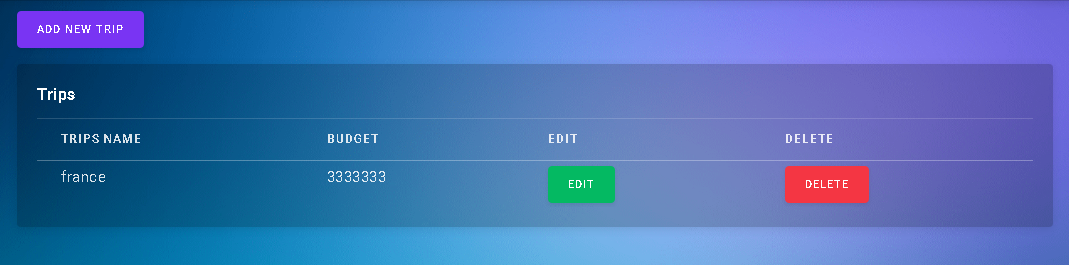 ADD NEW TRIP
Trips
TRIPS NAME BUDGET EDIT DELETE
france 3333333 EDIT DELETE